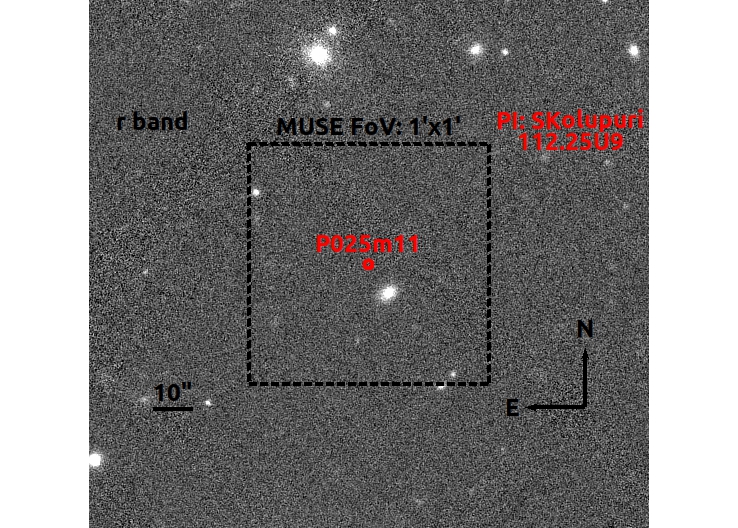 r band
MUSE FoV: 1'x1'
PI: SKolupuri
112.25U9
P025m11
N
10"
E